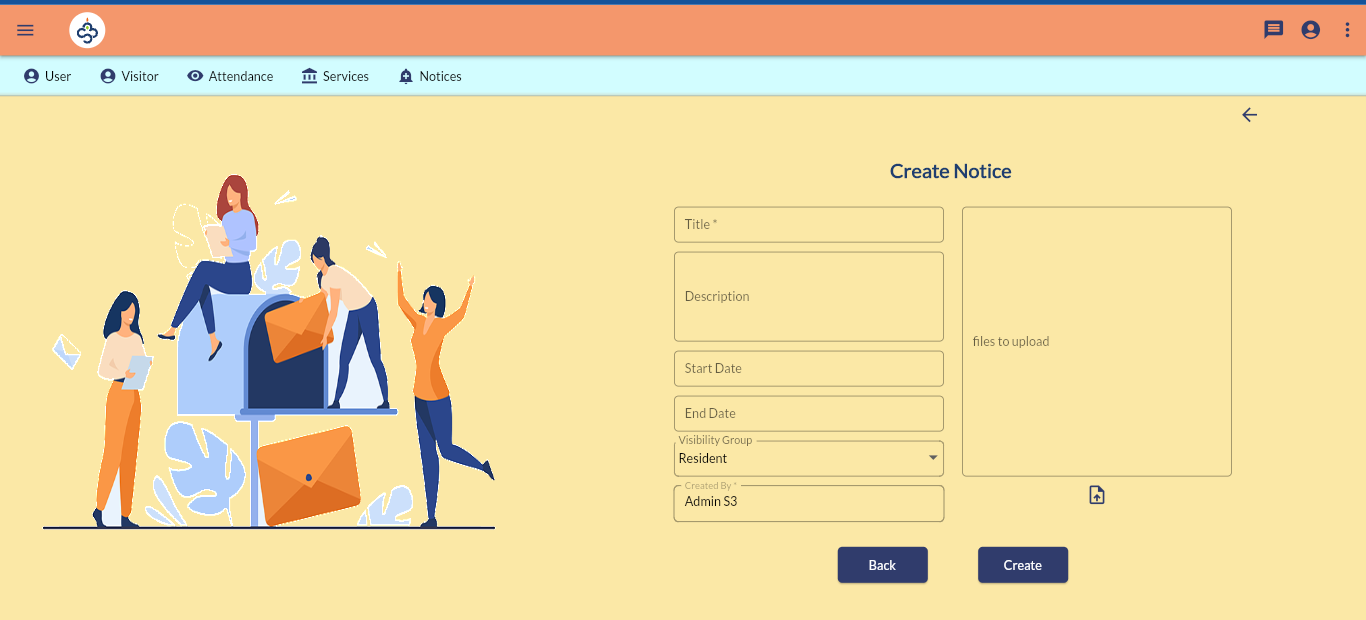 User Visitor Attendance Services Notices
Create Notice
Title *
Description
Start Date
End Date
Visibility Group
Resident
Created By *
Admin S3
files to upload
Back Create